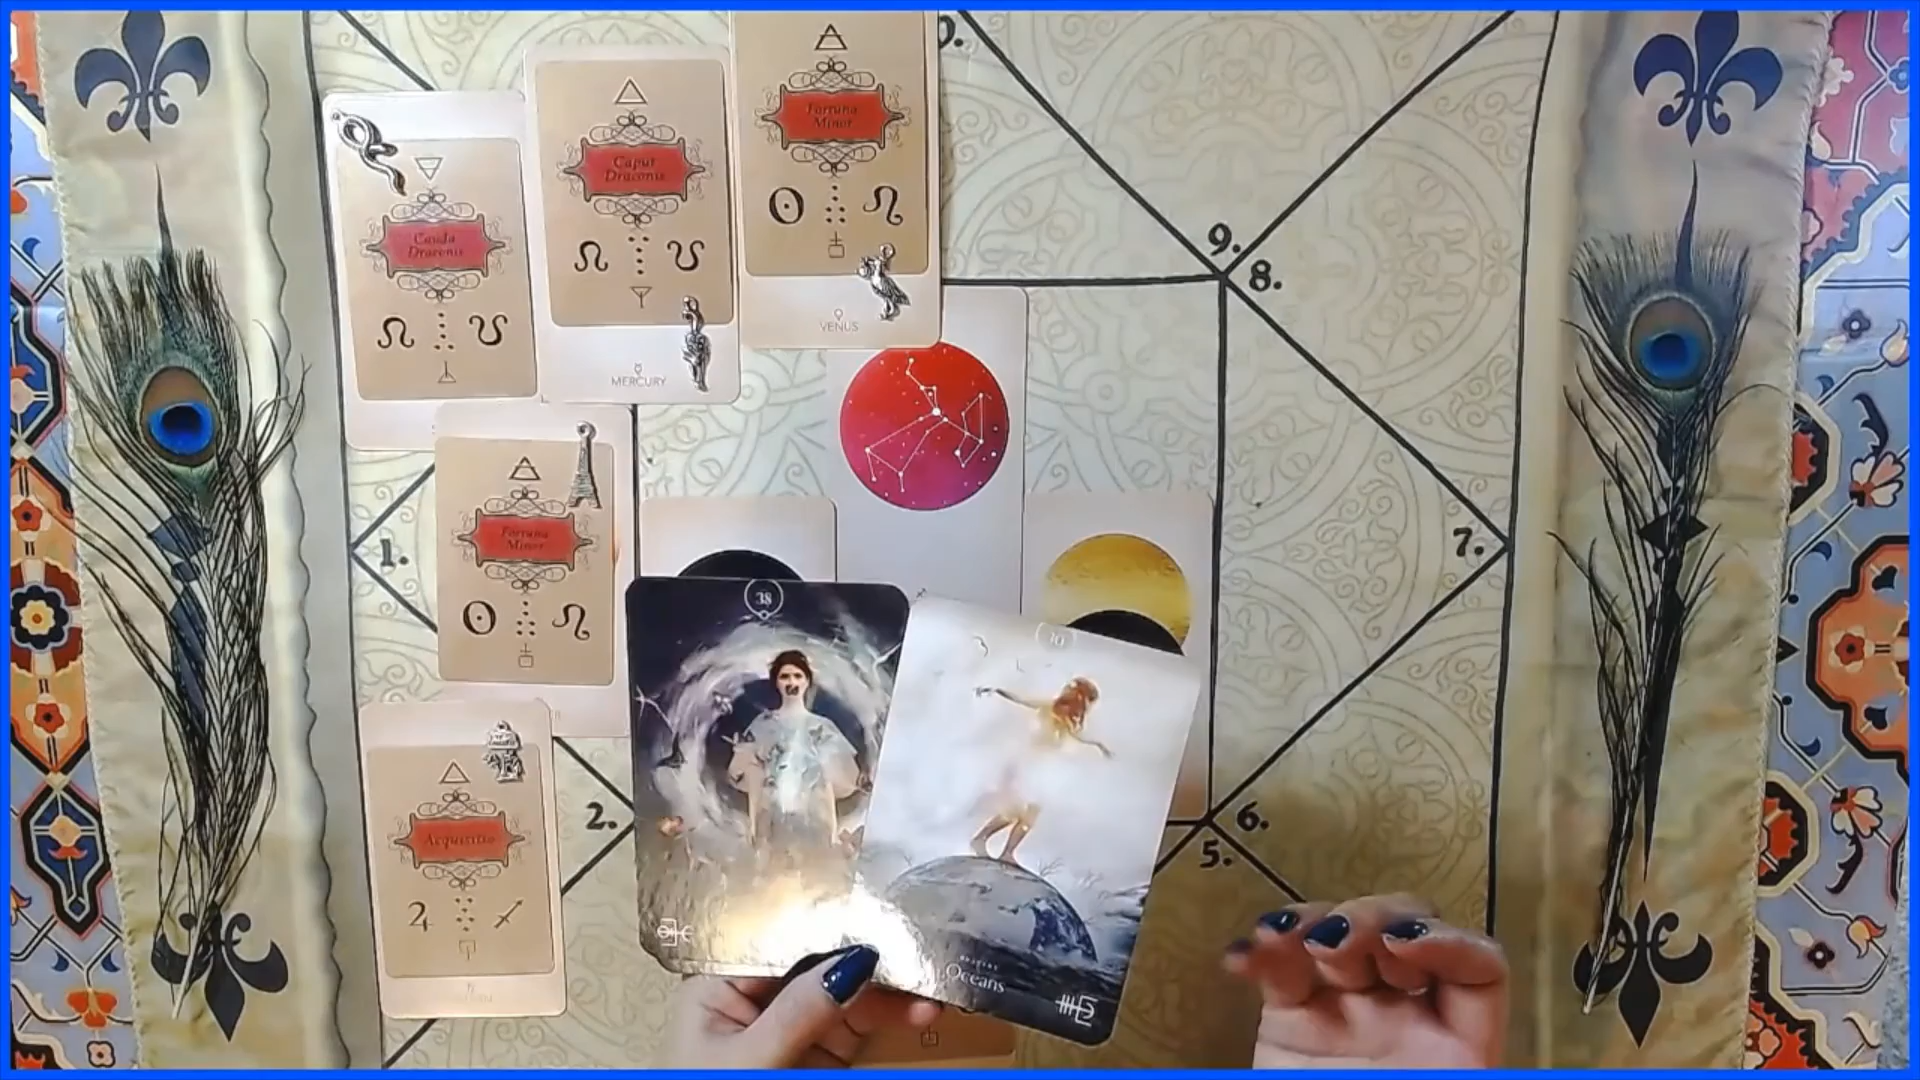 Fortuna
Minor
VENUS
Caput
Draconis
MERCURY
Cauda
Draconis
9.
8.
7.
1.
Fortuna
Minor
38
10
2.
6.
5.
Acquisitio
Oceans